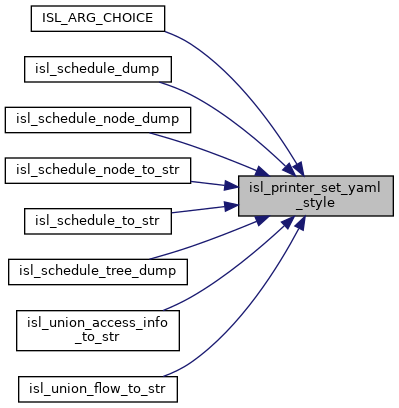 ISL_ARG_CHOICE
isl_schedule_dump
isl_schedule_node_dump
isl_schedule_node_to_str
isl_schedule_to_str
isl_schedule_tree_dump
isl_union_access_info
_to_str
isl_union_flow_to_str
isl_printer_set_yaml
_style